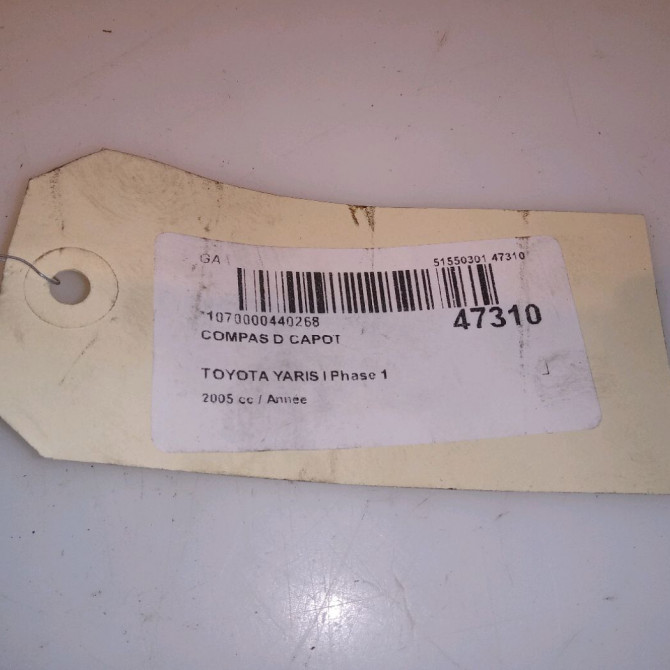 GA
51550301 47310
*1070000440268
47310
COMPAS D CAPOT
TOYOTA YARIS I Phase 1
2005 cc / Année